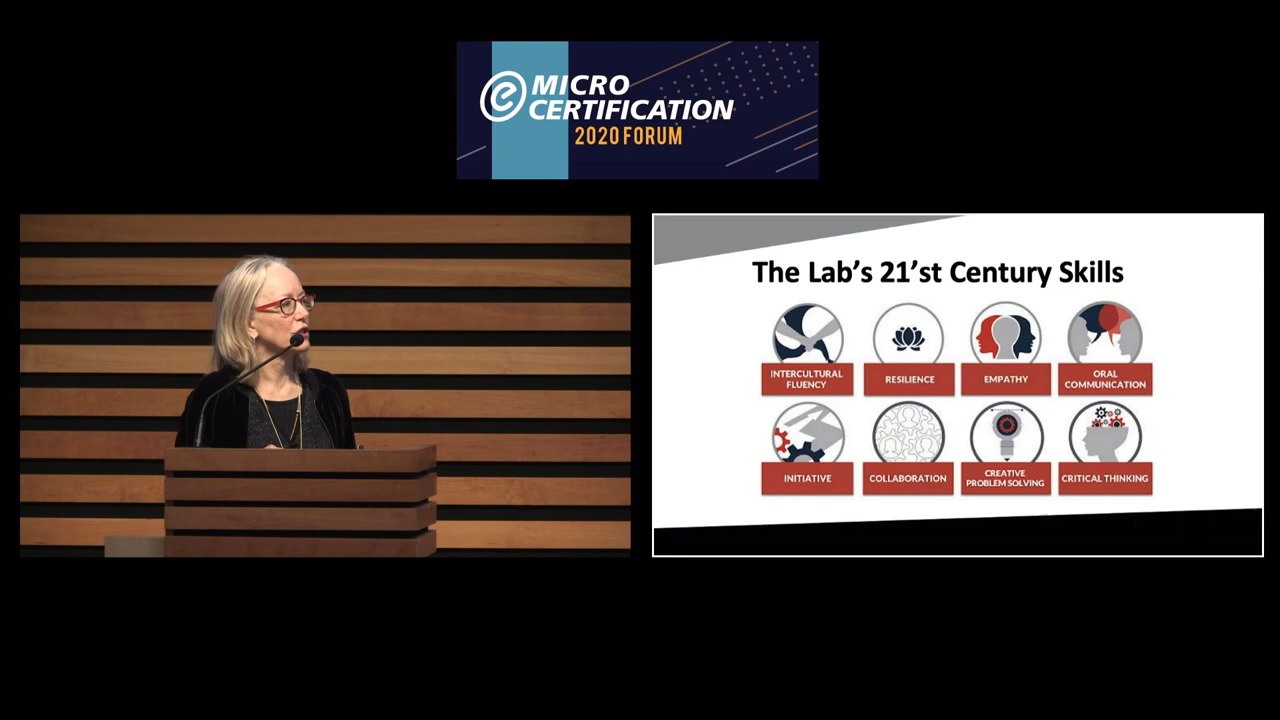 MICRO
CERTIFICATION
2020 FORUM
The Lab's 21'st Century Skills
INTERCULTURAL
FLUENCY
RESILIENCE
EMPATHY
ORAL
COMMUNICATION
INITIATIVE
COLLABORATION
CREATIVE
PROBLEM SOLVING
CRITICAL THINKING